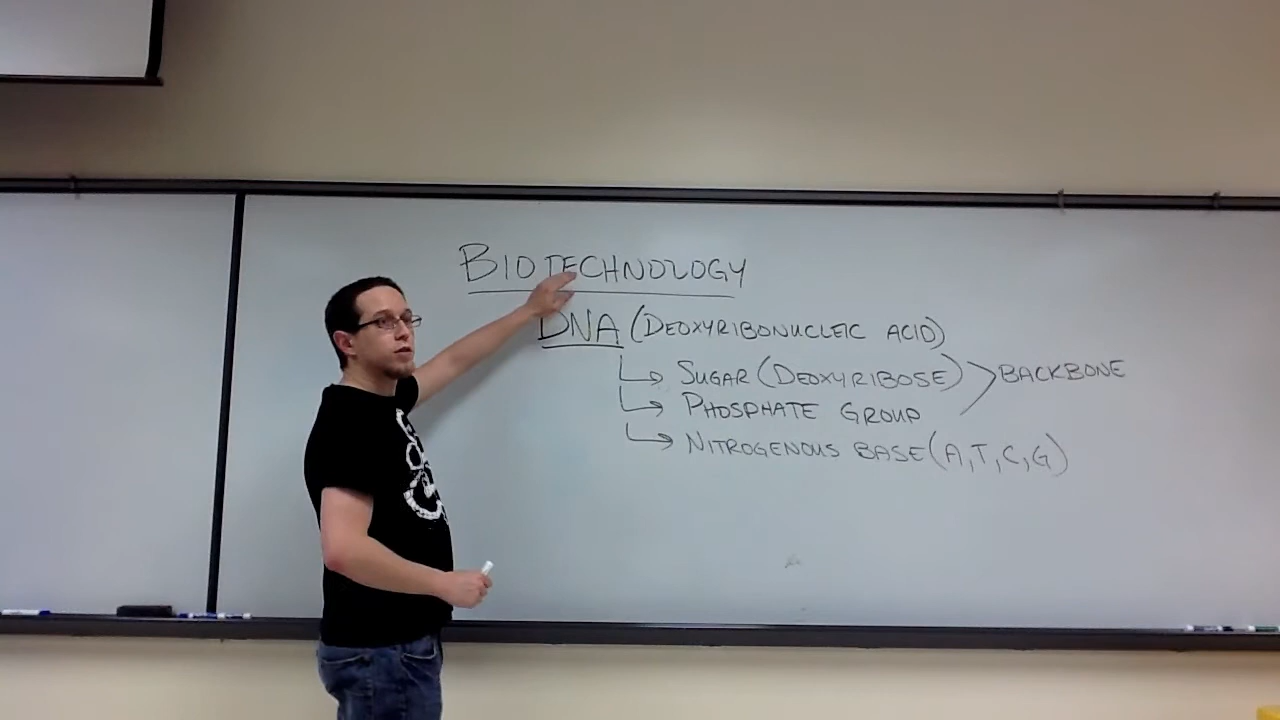 BIOTECHNOLOGY
DNA (DEOXYRIBONUCLEIC ACID)
SUGAR (DEOXYRIBOSE) > BACKBONE
PHOSPHATE GROUP
NITROGENOUS BASE (A,T,C,G)